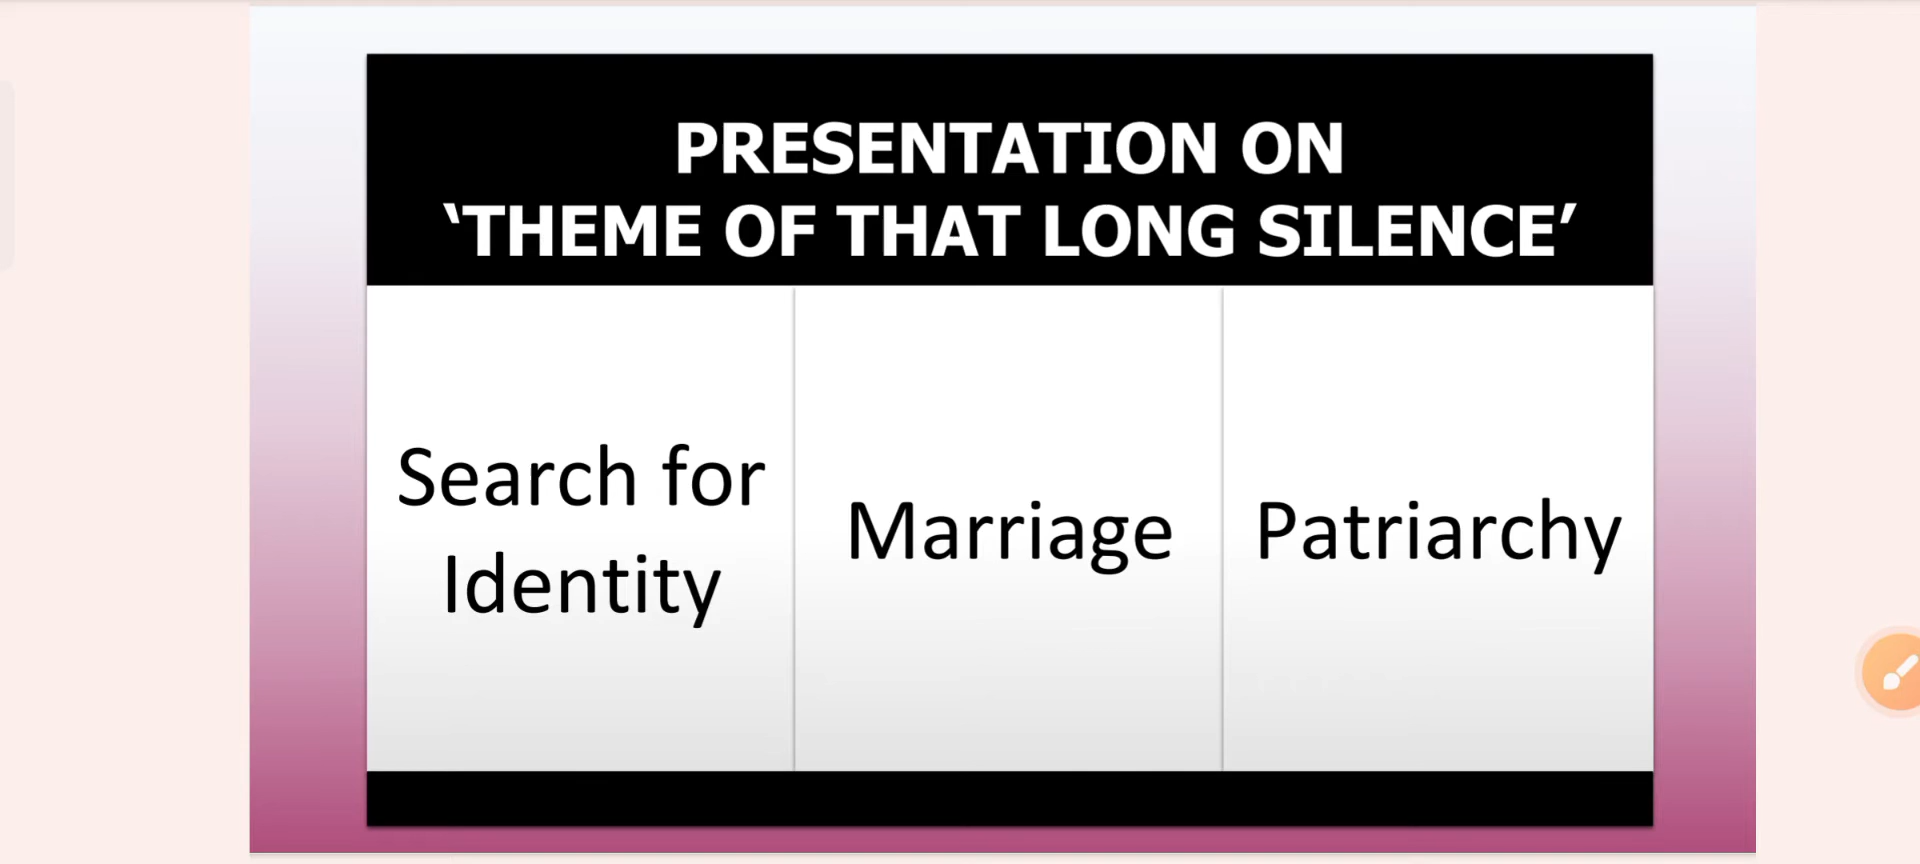 PRESENTATION ON
‘THEME OF THAT LONG SILENCE’
Search for
Identity
Marriage
Patriarchy